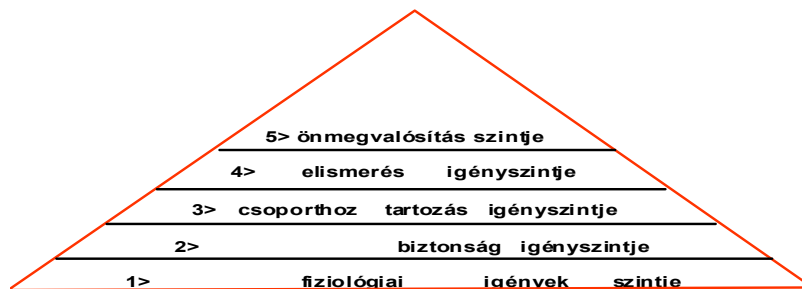 5> önmegvalósítás szintje
4> elismerés igényszintje
3> csoporthoz tartozás igényszintje
2> biztonság igényszintje
1> fiziológiai igények szintje